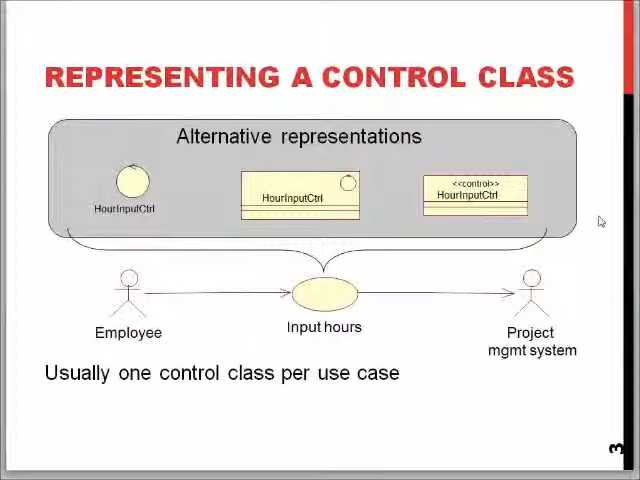 REPRESENTING A CONTROL CLASS
Alternative representations
HourInputCtrl
HourInputCtrl
<<control>>
HourInputCtrl
Employee
Input hours
Project
mgmt system
Usually one control class per use case
3